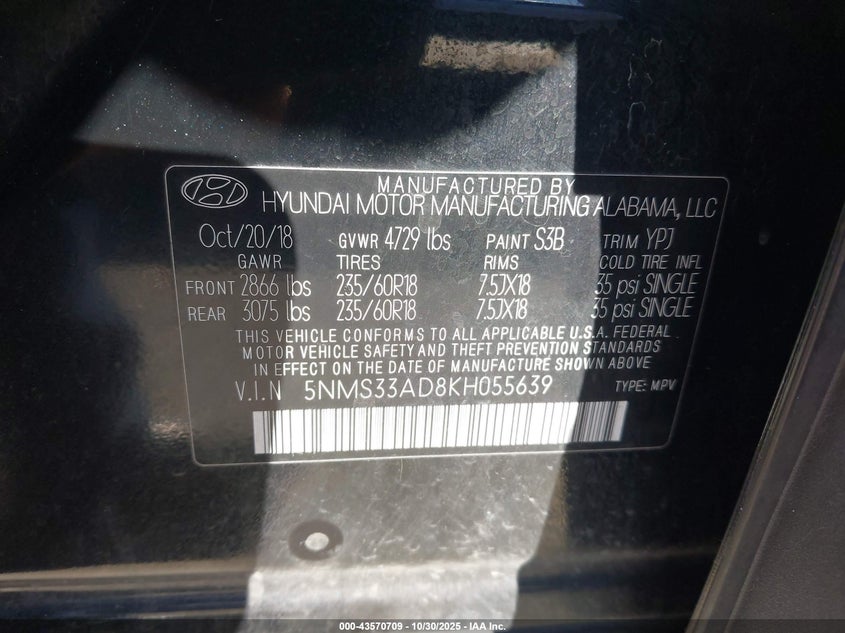 MANUFACTURED BY
HYUNDAI MOTOR MANUFACTURING ALABAMA, LLC
Oct/20/18 GVWR 4729 lbs PAINT S3B TRIM YPJ
GAWR TIRES RIMS COLD TIRE INFL
FRONT 2866 lbs 235/60R18 7.5JX18 35 psi SINGLE
REAR 3075 lbs 235/60R18 7.5JX18 35 psi SINGLE
THIS VEHICLE CONFORMS TO ALL APPLICABLE U.S.A. FEDERAL
MOTOR VEHICLE SAFETY AND THEFT PREVENTION STANDARDS
IN EFFECT ON THE DATE OF MANUFACTURE SHOWN ABOVE
V.I.N 5NMS33AD8KH055639 TYPE: MPV
000-43570709 - 10/30/2025 - IAA Inc.